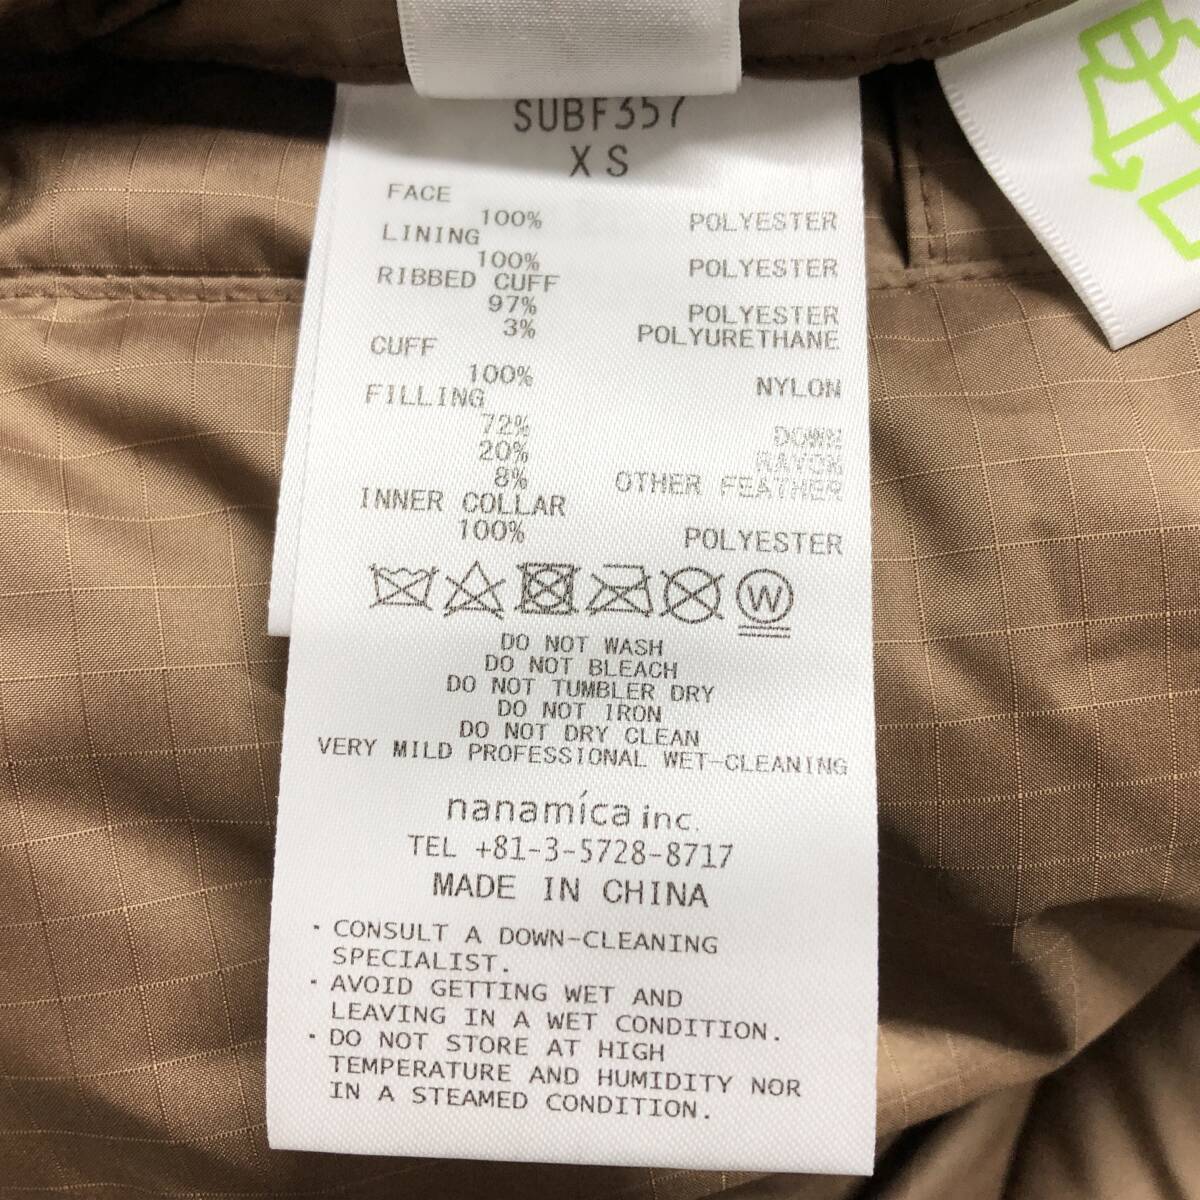 SUBF357
XS
FACE
100% POLYESTER
LINING
100% POLYESTER
RIBBED CUFF
97% POLYESTER
3% POLYURETHANE
CUFF
100% NYLON
FILLING
72% DOWN
20% RAYON
8% OTHER FEATHER
INNER COLLAR
100% POLYESTER
W
DO NOT WASH
DO NOT BLEACH
DO NOT TUMBLER DRY
DO NOT IRON
DO NOT DRY CLEAN
VERY MILD PROFESSIONAL WET-CLEANING
nanamíca inc.
TEL +81-3-5728-8717
MADE IN CHINA
· CONSULT A DOWN-CLEANING
SPECIALIST.
· AVOID GETTING WET AND
LEAVING IN A WET CONDITION.
· DO NOT STORE AT HIGH
TEMPERATURE AND HUMIDITY NOR
IN A STEAMED CONDITION.